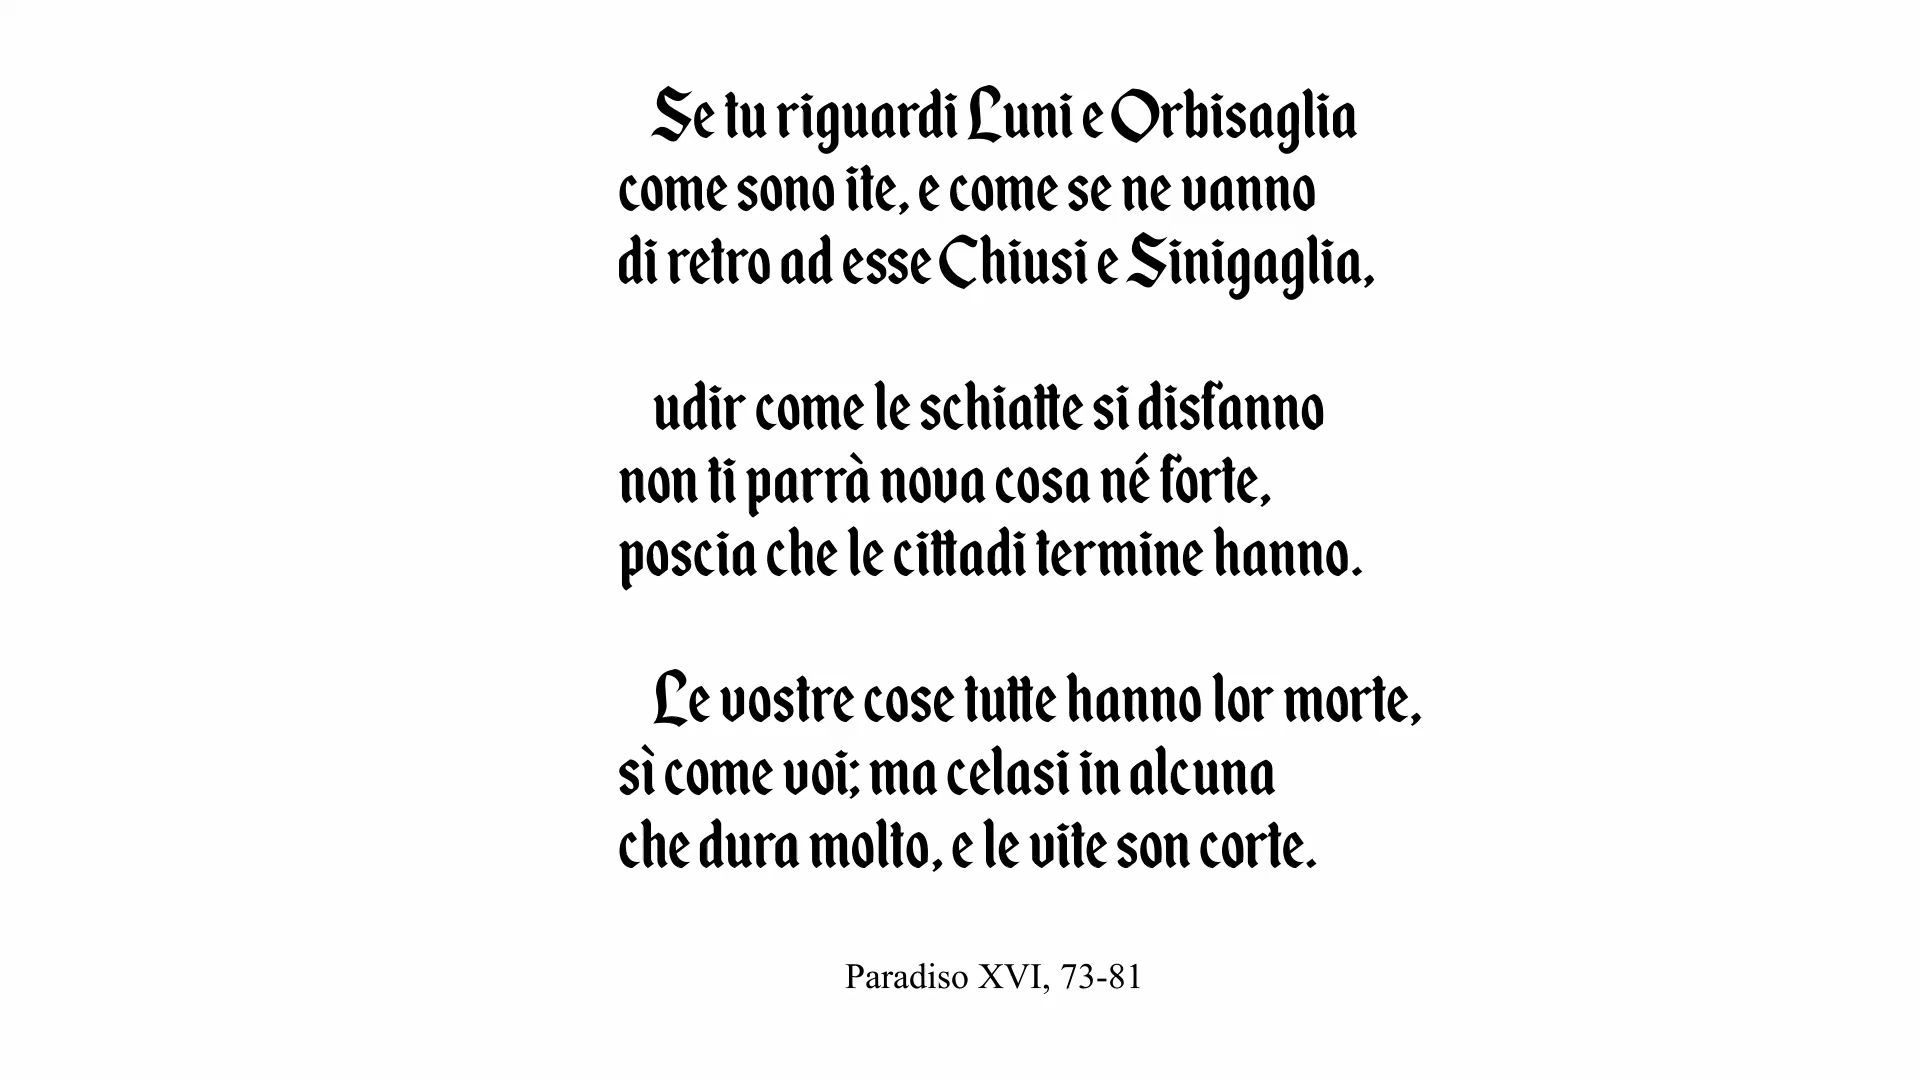 Se tu riguardi Luni e Orbisaglia
come sono ite, e come se ne vanno
di retro ad esse Chiusi e Sinigaglia,
udir come le schiatte si disfanno
non ti parrà nova cosa né forte,
poscia che le cittadi termine hanno.
Le vostre cose tutte hanno lor morte,
sì come voi; ma celasi in alcuna
che dura molto, e le vite son corte.
Paradiso XVI, 73-81